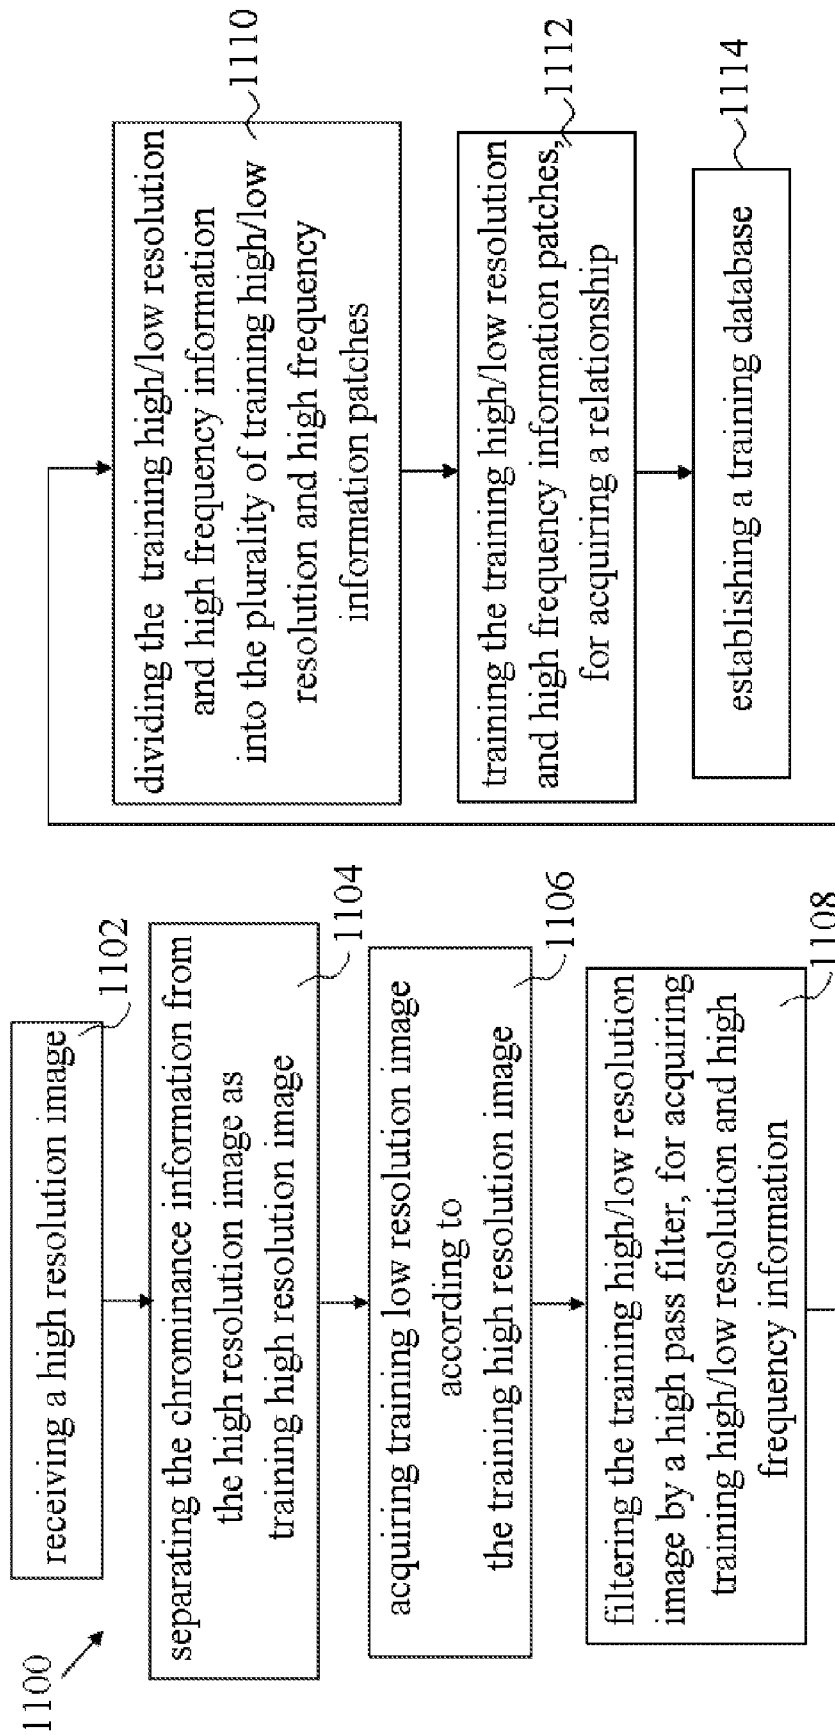 1100
receiving a high resolution image
1102
separating the chrominance information from
the high resolution image as
training high resolution image
1104
acquiring training low resolution image
according to
the training high resolution image
1106
filtering the training high/low resolution
image by a high pass filter, for acquiring
training high/low resolution and high
frequency information
1108
dividing the training high/low resolution
and high frequency information
into the plurality of training high/low
resolution and high frequency
information patches
1110
training the training high/low resolution
and high frequency information patches,
for acquiring a relationship
1112
establishing a training database
1114